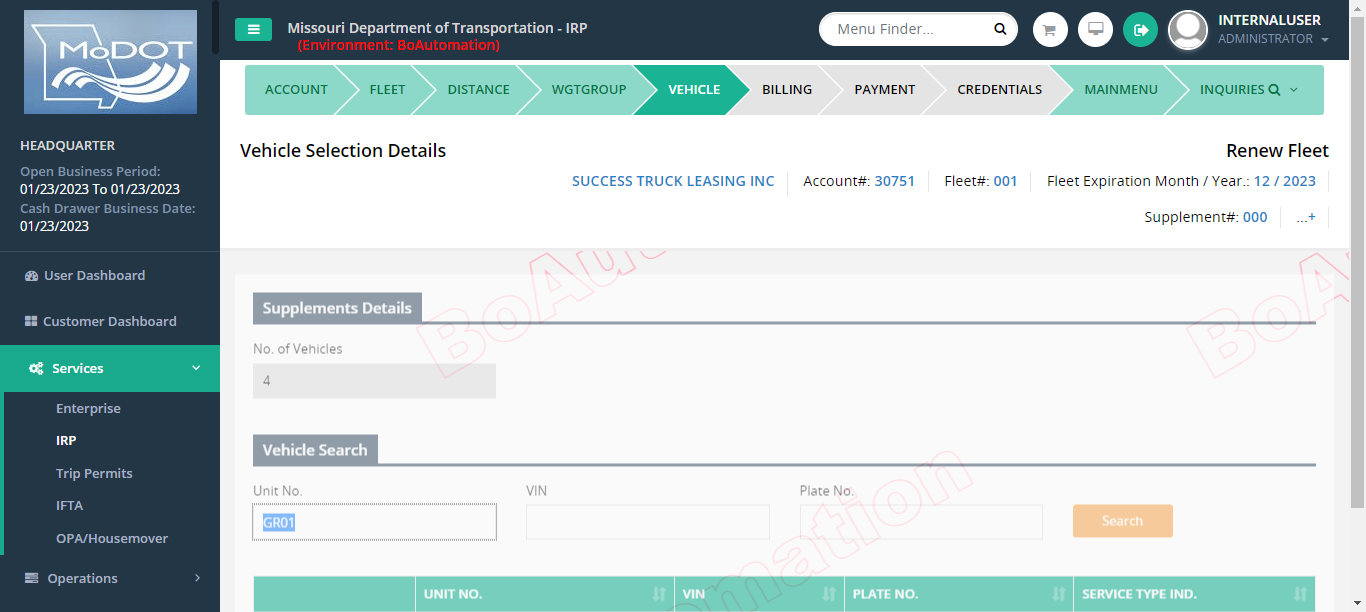 MoDOT
Missouri Department of Transportation - IRP
(Environment: BoAutomation)
Menu Finder...
INTERNALUSER
ADMINISTRATOR
HEADQUARTER
Open Business Period:
01/23/2023 To 01/23/2023
Cash Drawer Business Date:
01/23/2023
User Dashboard
Customer Dashboard
Services
Enterprise
IRP
Trip Permits
IFTA
OPA/Housemover
Operations
ACCOUNT FLEET DISTANCE WGTGROUP VEHICLE BILLING PAYMENT CREDENTIALS MAINMENU INQUIRIES
Vehicle Selection Details Renew Fleet
SUCCESS TRUCK LEASING INC Account#: 30751 Fleet#: 001 Fleet Expiration Month / Year.: 12 / 2023
Supplement#: 000 ...+
Supplements Details
No. of Vehicles
4
Vehicle Search
Unit No. VIN Plate No.
GR01 Search
UNIT NO. VIN PLATE NO. SERVICE TYPE IND.
BoAutomation
BoA